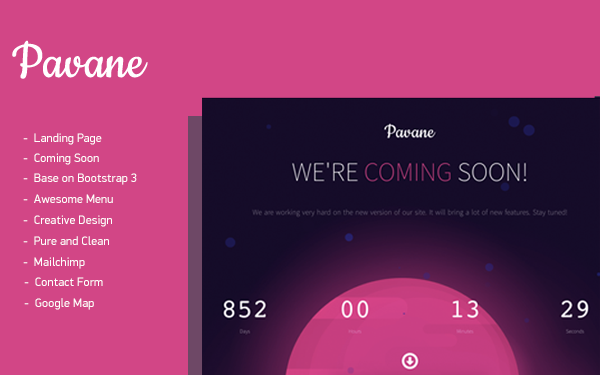 Pavane
- Landing Page
- Coming Soon
- Base on Bootstrap 3
- Awesome Menu
- Creative Design
- Pure and Clean
- Mailchimp
- Contact Form
- Google Map
Pavane
WE'RE COMING SOON!
We are working very hard on the new version of our site. It will bring a lot of new features. Stay tuned!
852 00 13 29
Days Hours Minutes Seconds